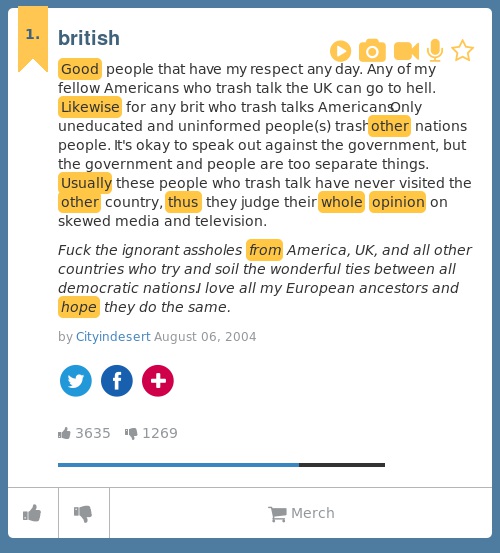 1.
british
Good people that have my respect any day. Any of my
fellow Americans who trash talk the UK can go to hell.
Likewise for any brit who trash talks Americans.Only
uneducated and uninformed people(s) trash other nations
people. It's okay to speak out against the government, but
the government and people are too separate things.
Usually these people who trash talk have never visited the
other country, thus they judge their whole opinion on
skewed media and television.
Fuck the ignorant assholes from America, UK, and all other
countries who try and soil the wonderful ties between all
democratic nations.I love all my European ancestors and
hope they do the same.
by Cityindesert August 06, 2004
3635 1269
Merch